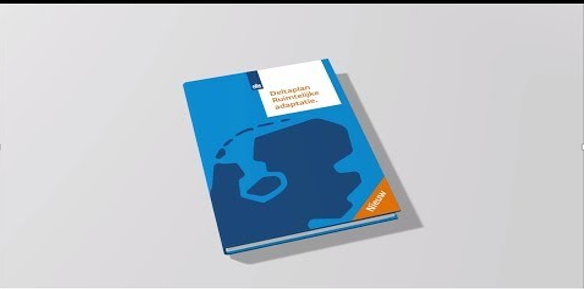 Deltaplan
Ruimtelijke
adaptatie.
Nieuw